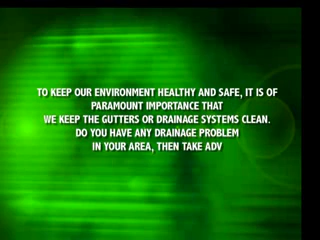 TO KEEP OUR ENVIRONMENT HEALTHY AND SAFE, IT IS OF
PARAMOUNT IMPORTANCE THAT
WE KEEP THE GUTTERS OR DRAINAGE SYSTEMS CLEAN.
DO YOU HAVE ANY DRAINAGE PROBLEM
IN YOUR AREA, THEN TAKE ADV